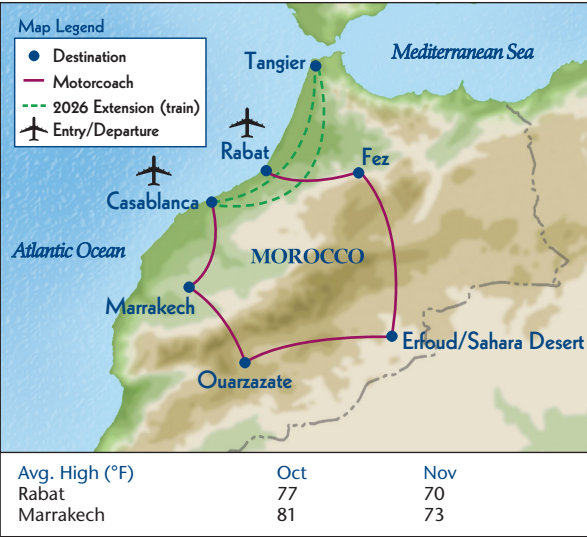 Map Legend
Destination
Motorcoach
2026 Extension (train)
Entry/Departure
Tangier
Mediterranean Sea
Rabat
Fez
Casablanca
Atlantic Ocean
MOROCCO
Marrakech
Erfoud/Sahara Desert
Ouarzazate
Avg. High (°F) Oct Nov
Rabat 77 70
Marrakech 81 73